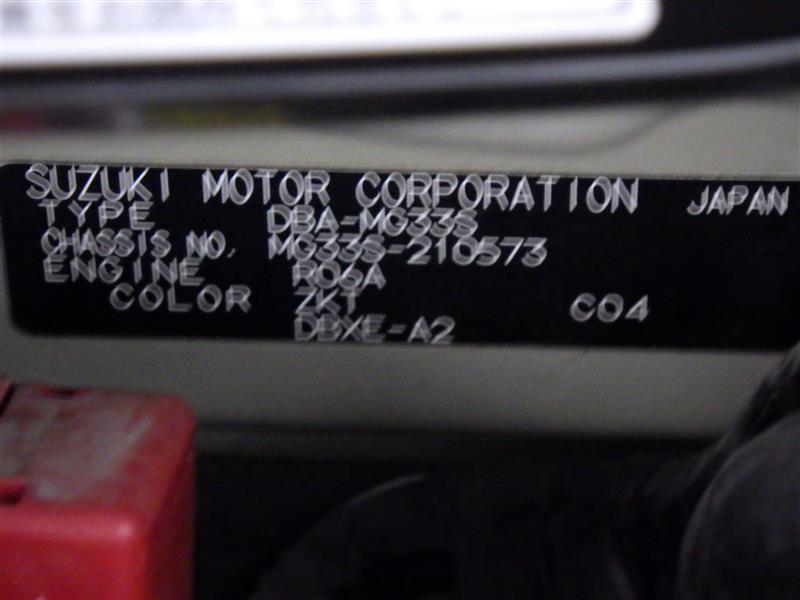 SUZUKI MOTOR CORPORATION JAPAN
TYPE DBA-MG33S
CHASSIS NO. MG33S-210573
ENGINE R06A
COLOR ZKT C04
DBXE-A2